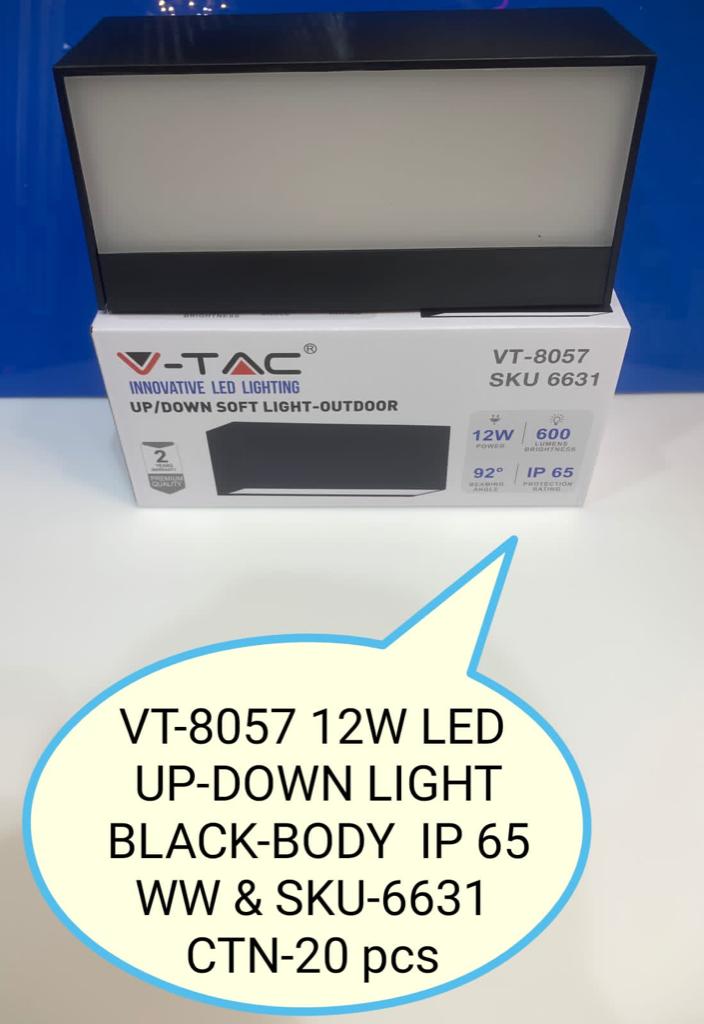 V-TAC®
INNOVATIVE LED LIGHTING
UP/DOWN SOFT LIGHT-OUTDOOR
VT-8057
SKU 6631
2
YEARS
WARRANTY
PREMIUM
QUALITY
12W
POWER
600
LUMENS
BRIGHTNESS
92°
BEAMING
ANGLE
IP 65
PROTECTION
RATING
VT-8057 12W LED
UP-DOWN LIGHT
BLACK-BODY IP 65
WW & SKU-6631
CTN-20 pcs